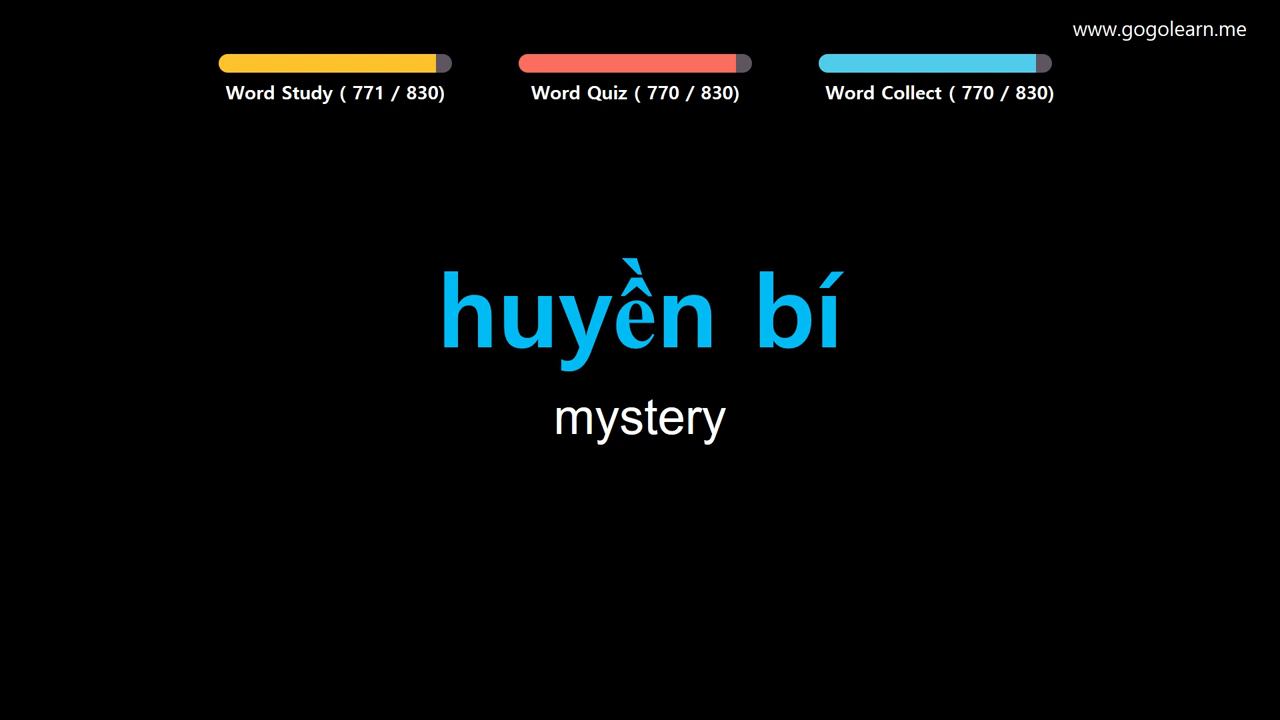 www.gogolearn.me
Word Study ( 771 / 830)
Word Quiz ( 770 / 830)
Word Collect ( 770 / 830)
huyền bí
mystery